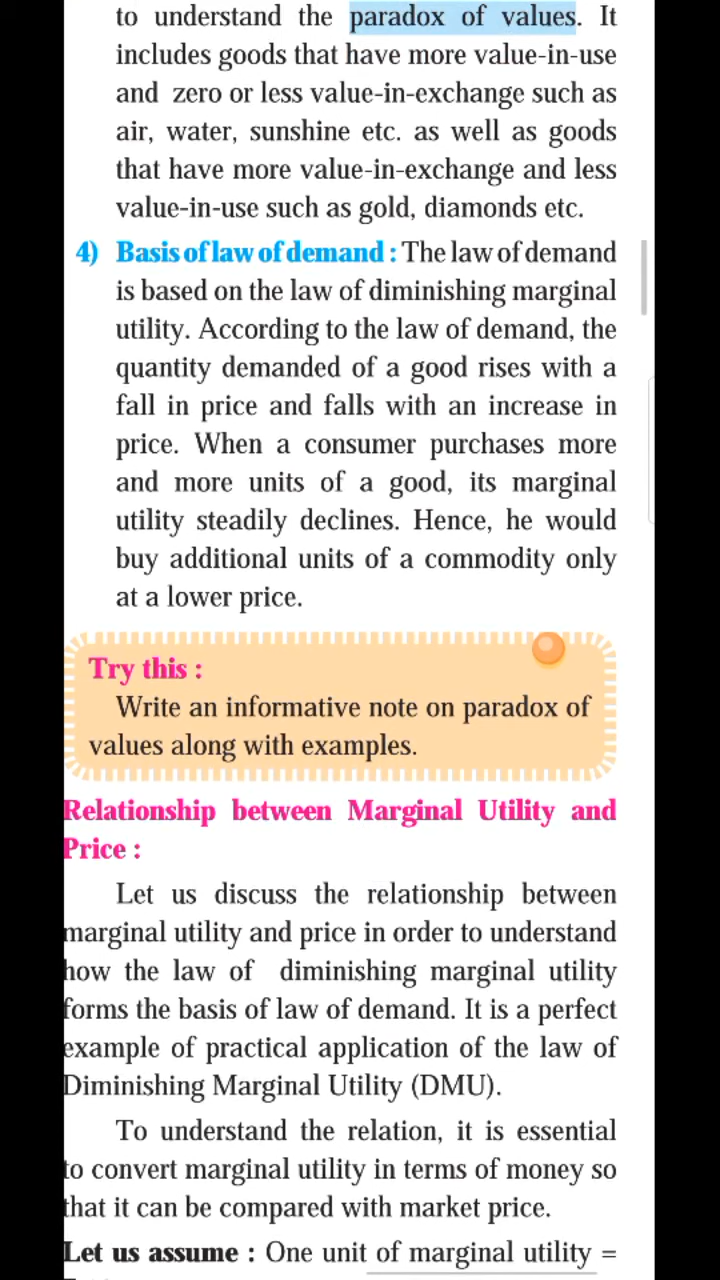 to understand the paradox of values. It
includes goods that have more value-in-use
and zero or less value-in-exchange such as
air, water, sunshine etc. as well as goods
that have more value-in-exchange and less
value-in-use such as gold, diamonds etc.
4) Basis of law of demand : The law of demand
is based on the law of diminishing marginal
utility. According to the law of demand, the
quantity demanded of a good rises with a
fall in price and falls with an increase in
price. When a consumer purchases more
and more units of a good, its marginal
utility steadily declines. Hence, he would
buy additional units of a commodity only
at a lower price.
Try this :
Write an informative note on paradox of
values along with examples.
Relationship between Marginal Utility and
Price :
Let us discuss the relationship between
marginal utility and price in order to understand
how the law of diminishing marginal utility
forms the basis of law of demand. It is a perfect
example of practical application of the law of
Diminishing Marginal Utility (DMU).
To understand the relation, it is essential
to convert marginal utility in terms of money so
that it can be compared with market price.
Let us assume : One unit of marginal utility =